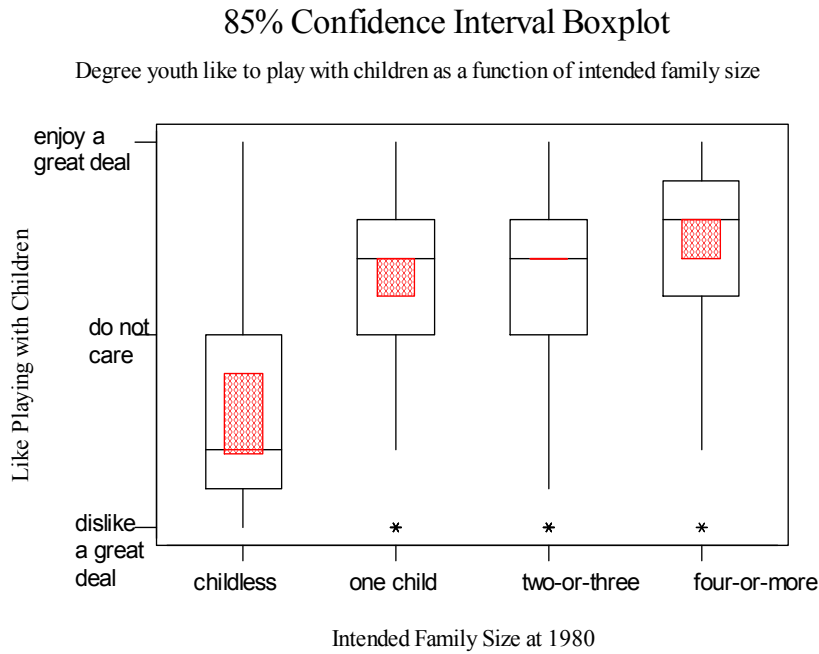 85% Confidence Interval Boxplot
Degree youth like to play with children as a function of intended family size
enjoy a
great deal
Like Playing with Children
do not
care
dislike
a great
deal
childless
one child
two-or-three
four-or-more
Intended Family Size at 1980